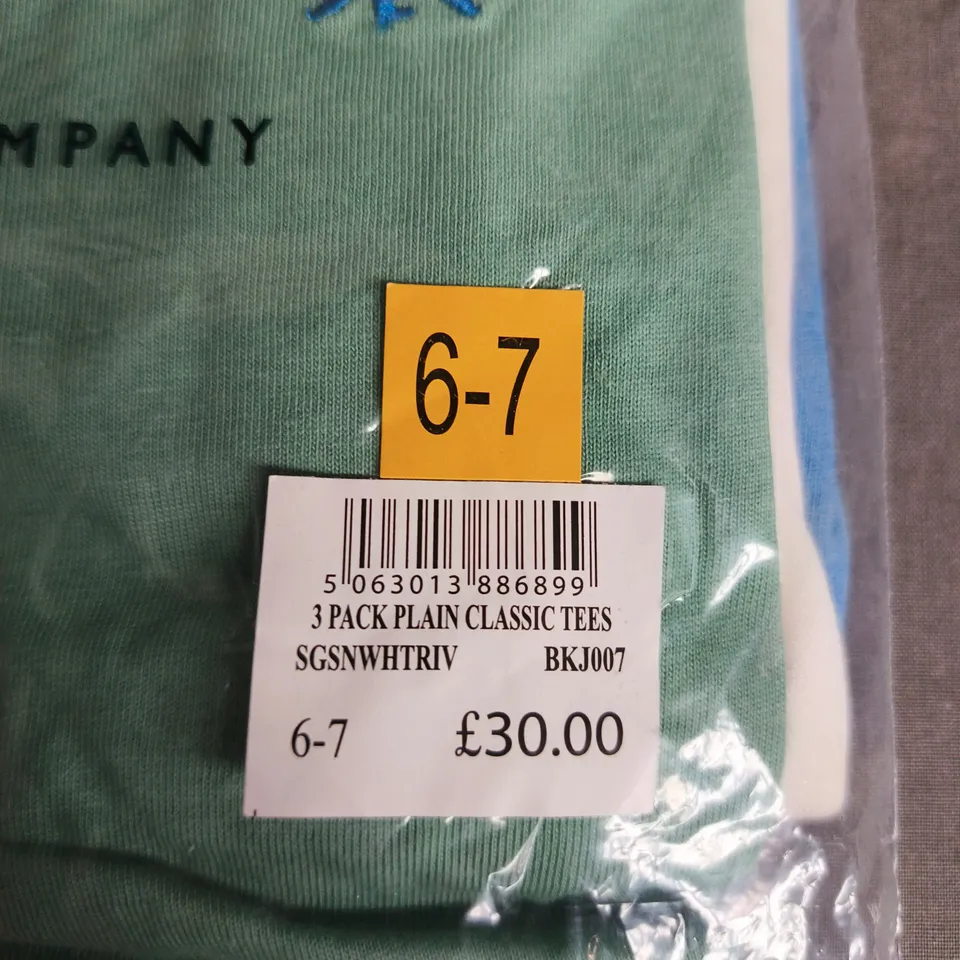 MPANY
6-7
5 063013 886899
3 PACK PLAIN CLASSIC TEES
SGSNWHTRIV BKJ007
6-7 £30.00